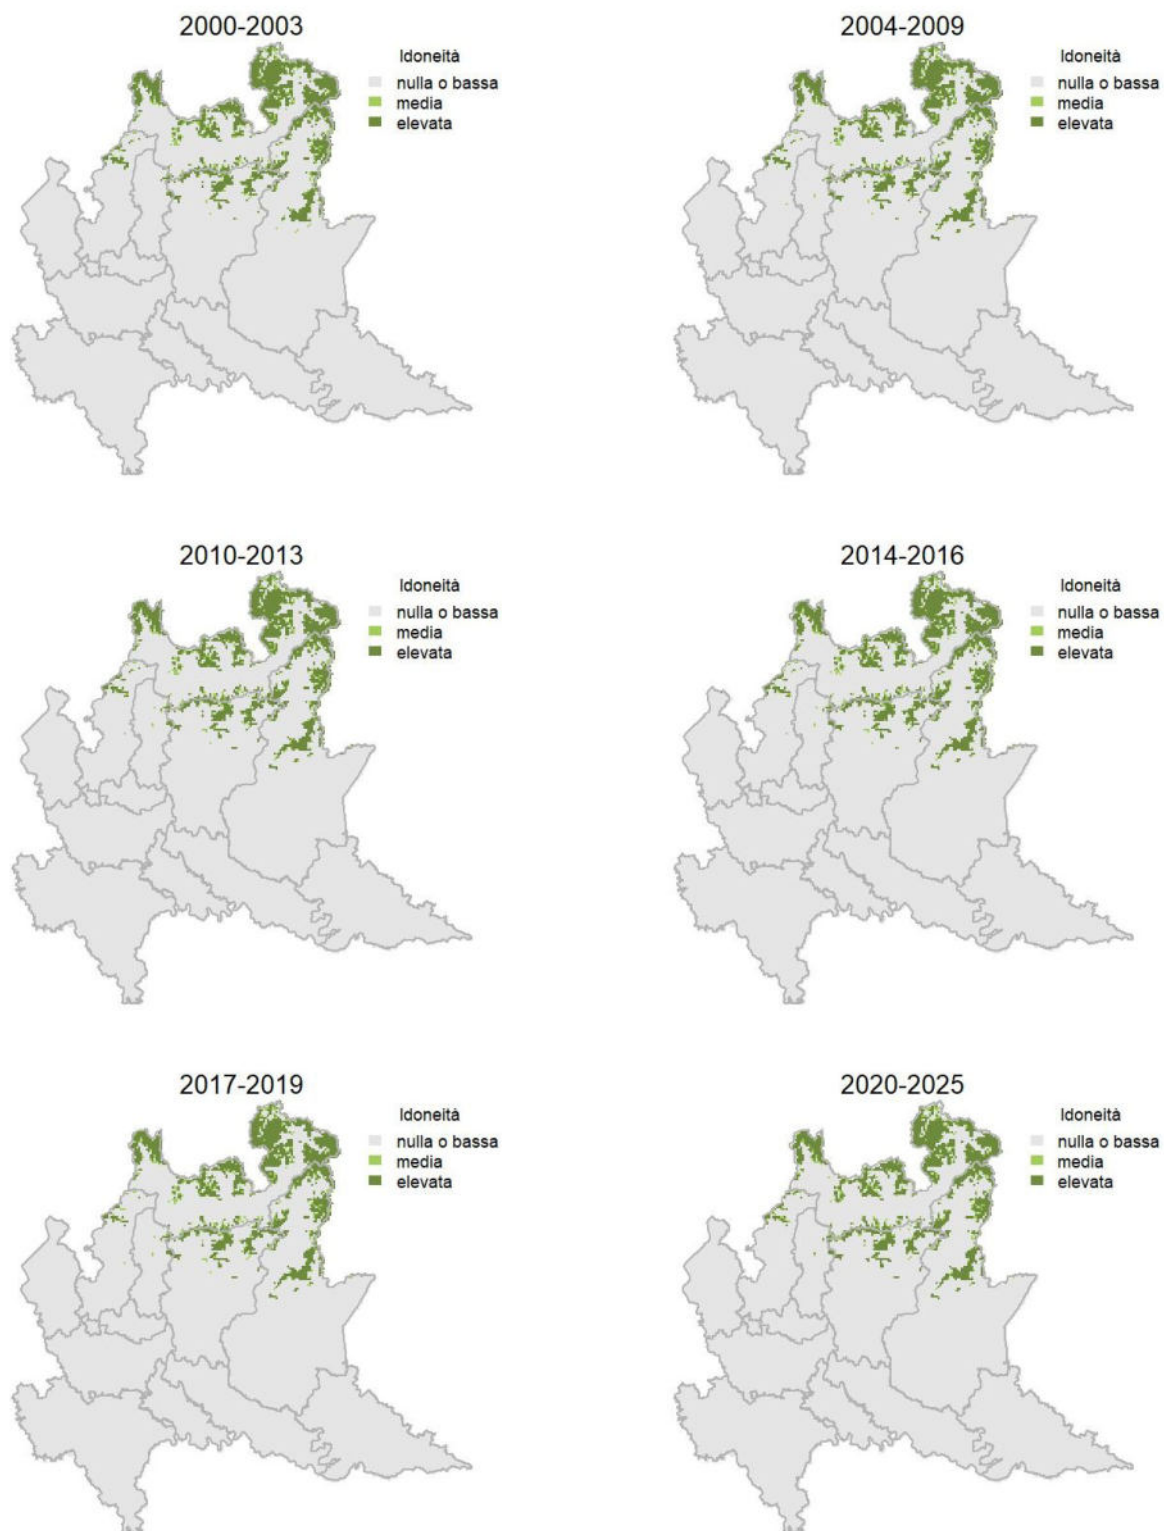 2000-2003
Idoneità
nulla o bassa
media
elevata
2004-2009
Idoneità
nulla o bassa
media
elevata
2010-2013
Idoneità
nulla o bassa
media
elevata
2014-2016
Idoneità
nulla o bassa
media
elevata
2017-2019
Idoneità
nulla o bassa
media
elevata
2020-2025
Idoneità
nulla o bassa
media
elevata